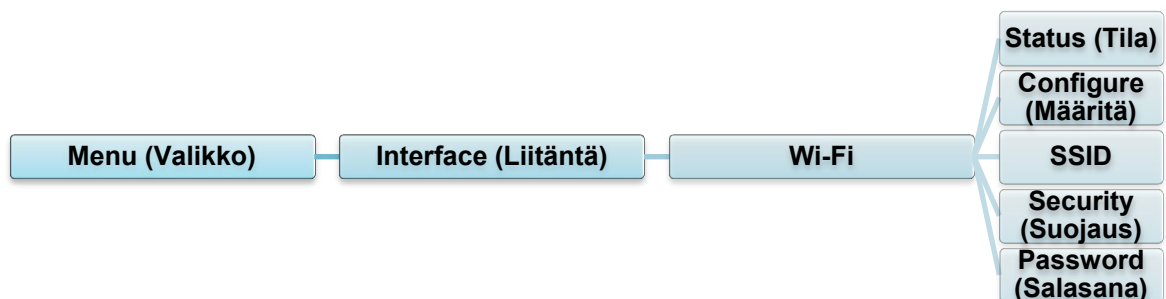 Status (Tila)
Configure
(Määritä)
Menu (Valikko)
Interface (Liitäntä)
Wi-Fi
SSID
Security
(Suojaus)
Password
(Salasana)